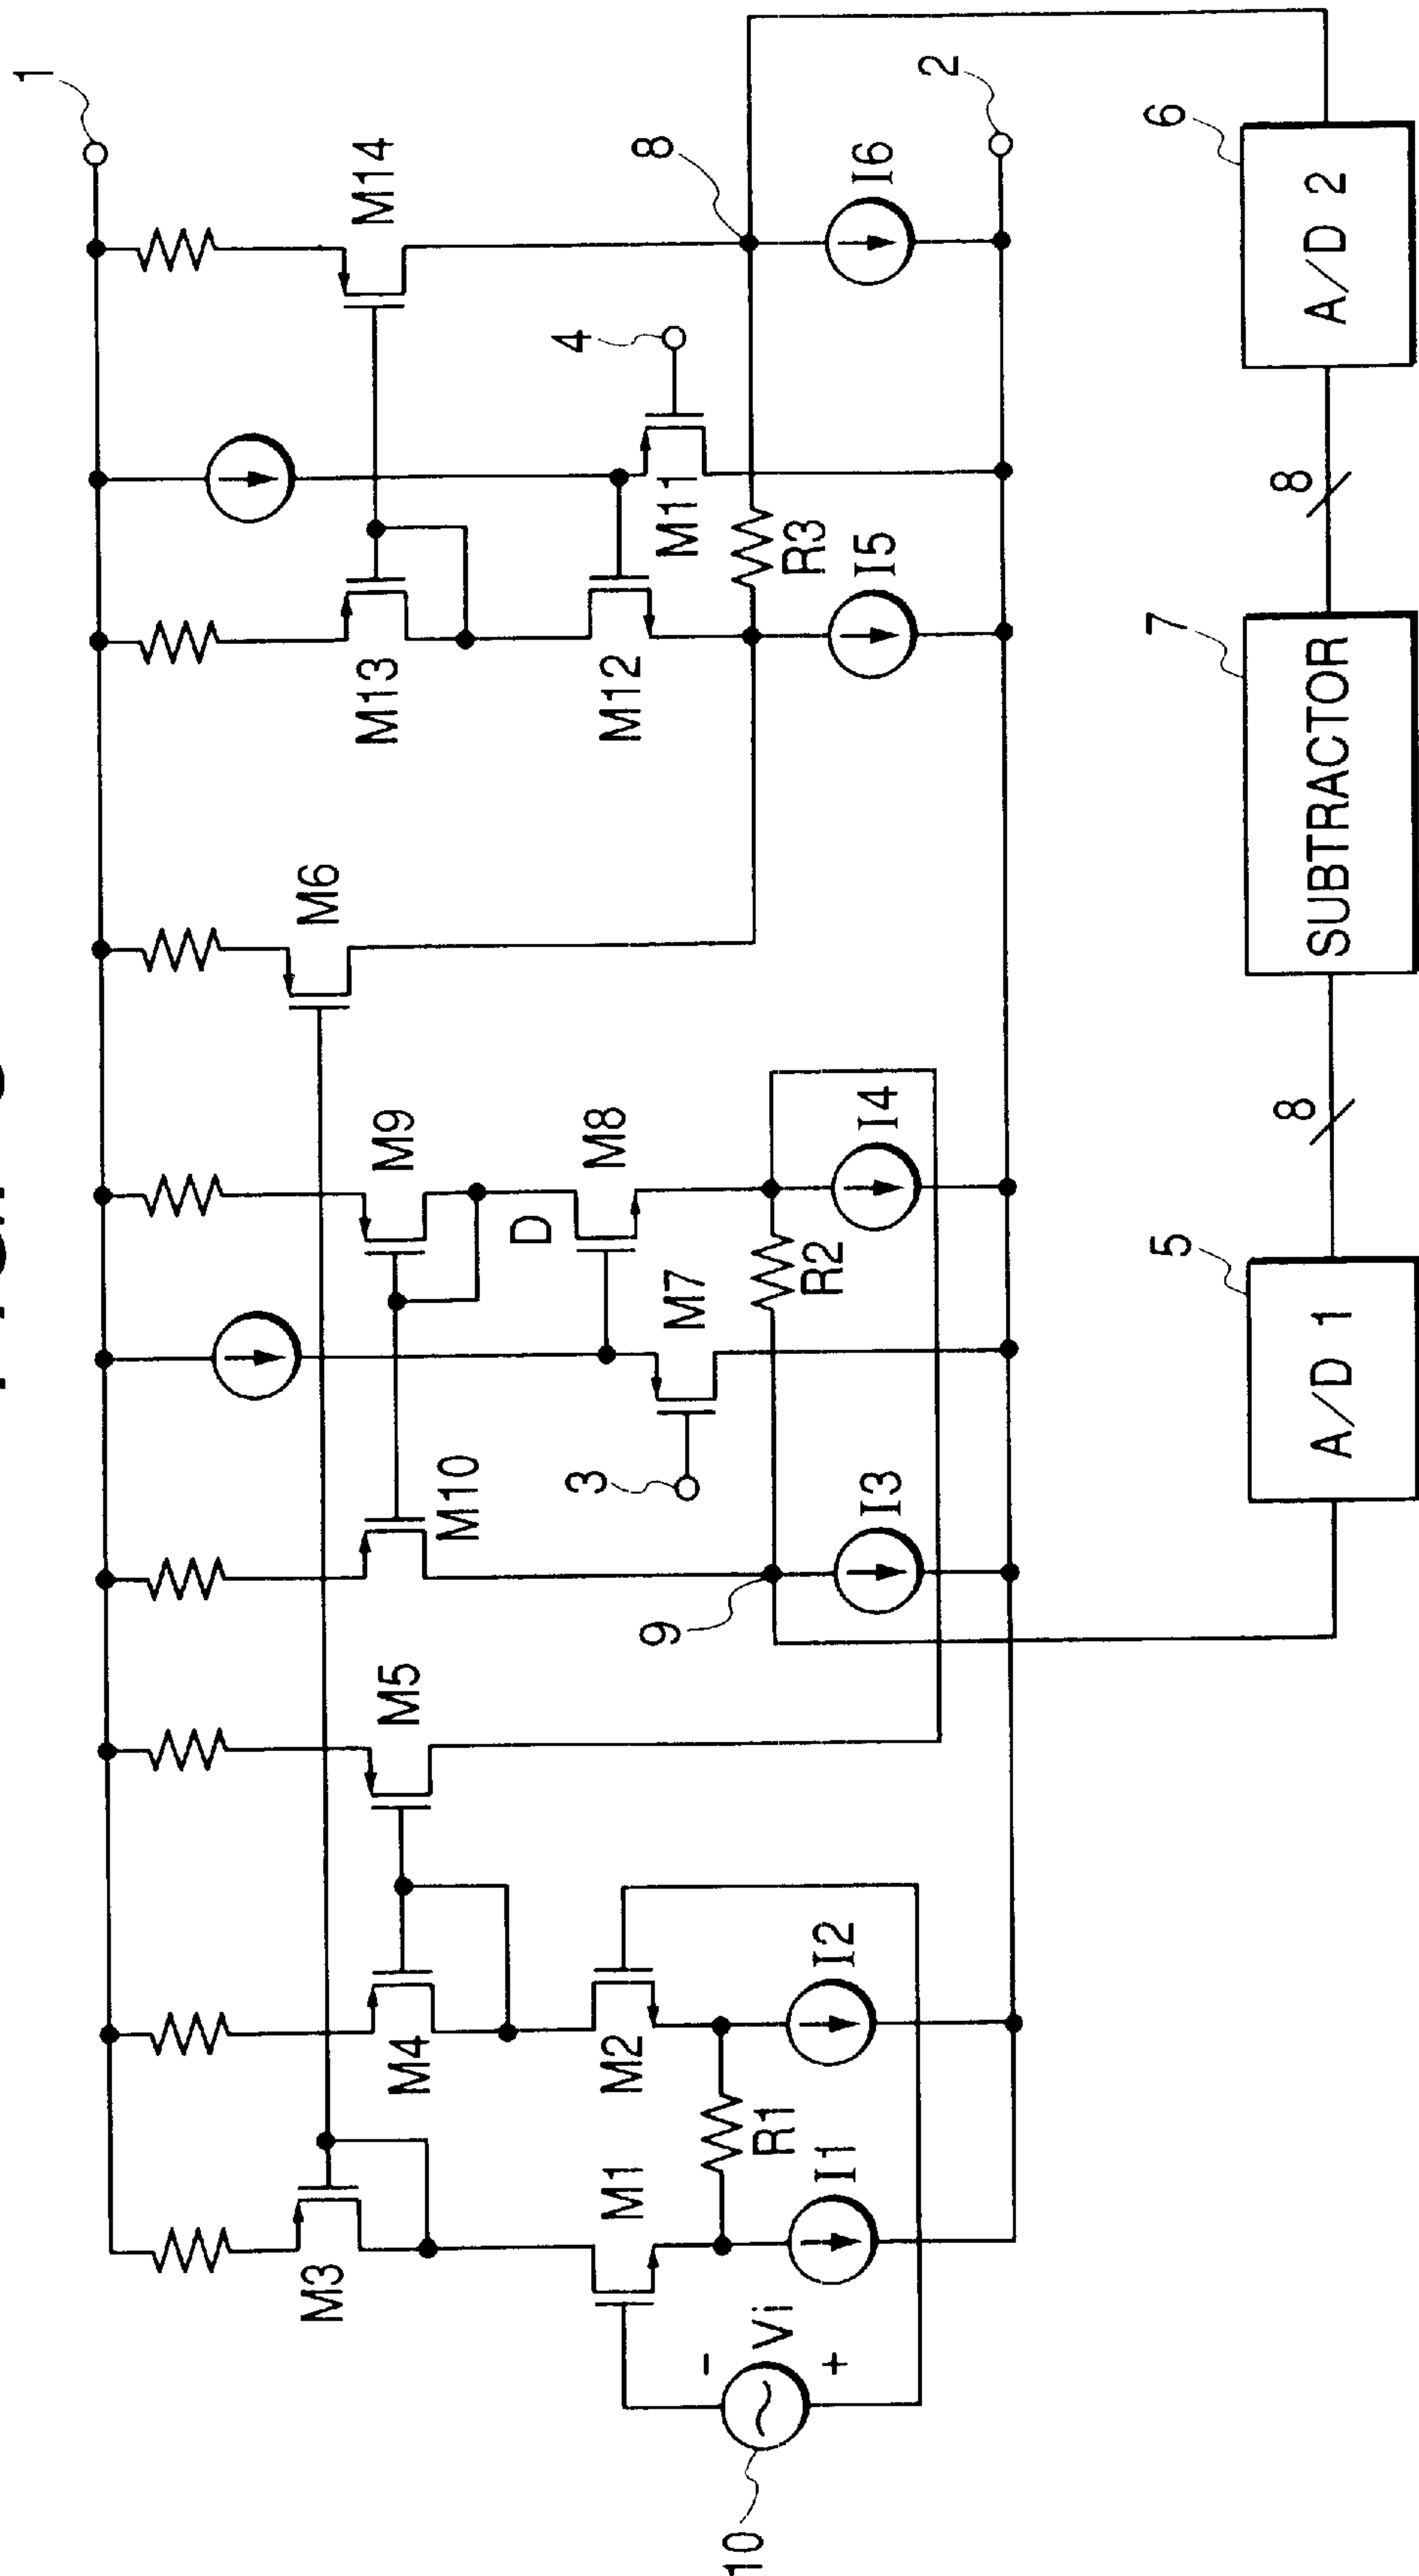 1
M14
8
I6
2
6
A/D 2
4
M11
R3
I5
8
M13
M12
7
SUBTRACTOR
M6
M9
M8
D
I4
8
M7
R2
5
A/D 1
M10
3
I3
9
M5
M4
M2
I2
R1
M3
M1
I1
Vi
-
+
10